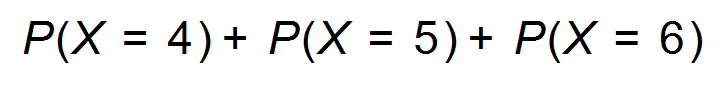 P(X = 4) + P(X = 5) + P(X = 6)